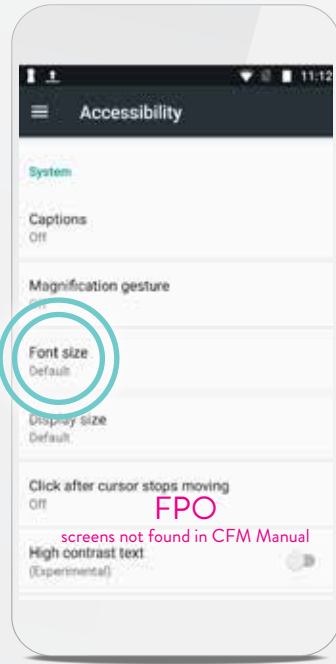 11:12
Accessibility
System
Captions
Off
Magnification gesture
Off
Font size
Default
Display size
Default
Click after cursor stops moving
Off
FPO
screens not found in CFM Manual
High contrast text
(Experimental)